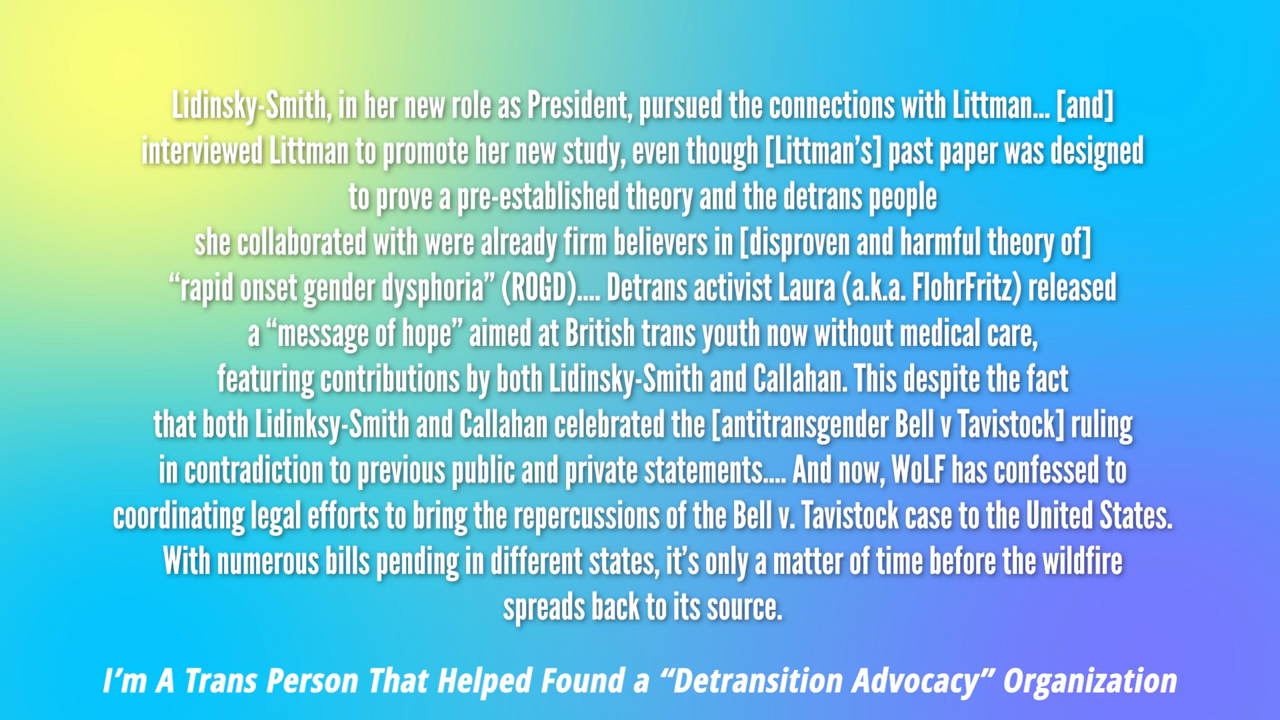 Lidinsky-Smith, in her new role as President, pursued the connections with Littman... [and]
interviewed Littman to promote her new study, even though [Littman's] past paper was designed
to prove a pre-established theory and the detrans people
she collaborated with were already firm believers in [disproven and harmful theory of]
“rapid onset gender dysphoria” (ROGD).... Detrans activist Laura (a.k.a. FlohrFritz) released
a “message of hope” aimed at British trans youth now without medical care,
featuring contributions by both Lidinsky-Smith and Callahan. This despite the fact
that both Lidinksy-Smith and Callahan celebrated the [antitransgender Bell v Tavistock] ruling
in contradiction to previous public and private statements.... And now, WoLF has confessed to
coordinating legal efforts to bring the repercussions of the Bell v. Tavistock case to the United States.
With numerous bills pending in different states, it’s only a matter of time before the wildfire
spreads back to its source.
I’m A Trans Person That Helped Found a “Detransition Advocacy” Organization